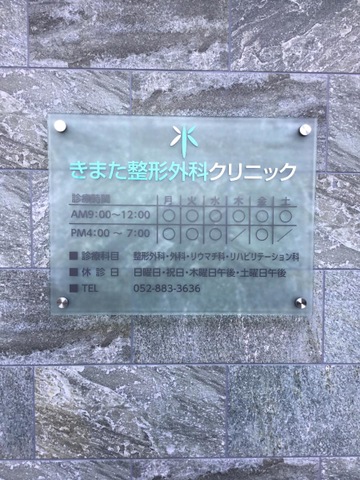 きまた整形外科クリニック
診療時間 月 火 水 木 金 土
AM9:00〜12:00 ○ ○ ○ ○ ○ ○
PM4:00〜 7:00 ○ ○ ○ / ○ /
■ 診療科目 整形外科・外科・リウマチ科・リハビリテーション科
■ 休診日 日曜日・祝日・木曜日午後・土曜日午後
■ TEL 052-883-3636